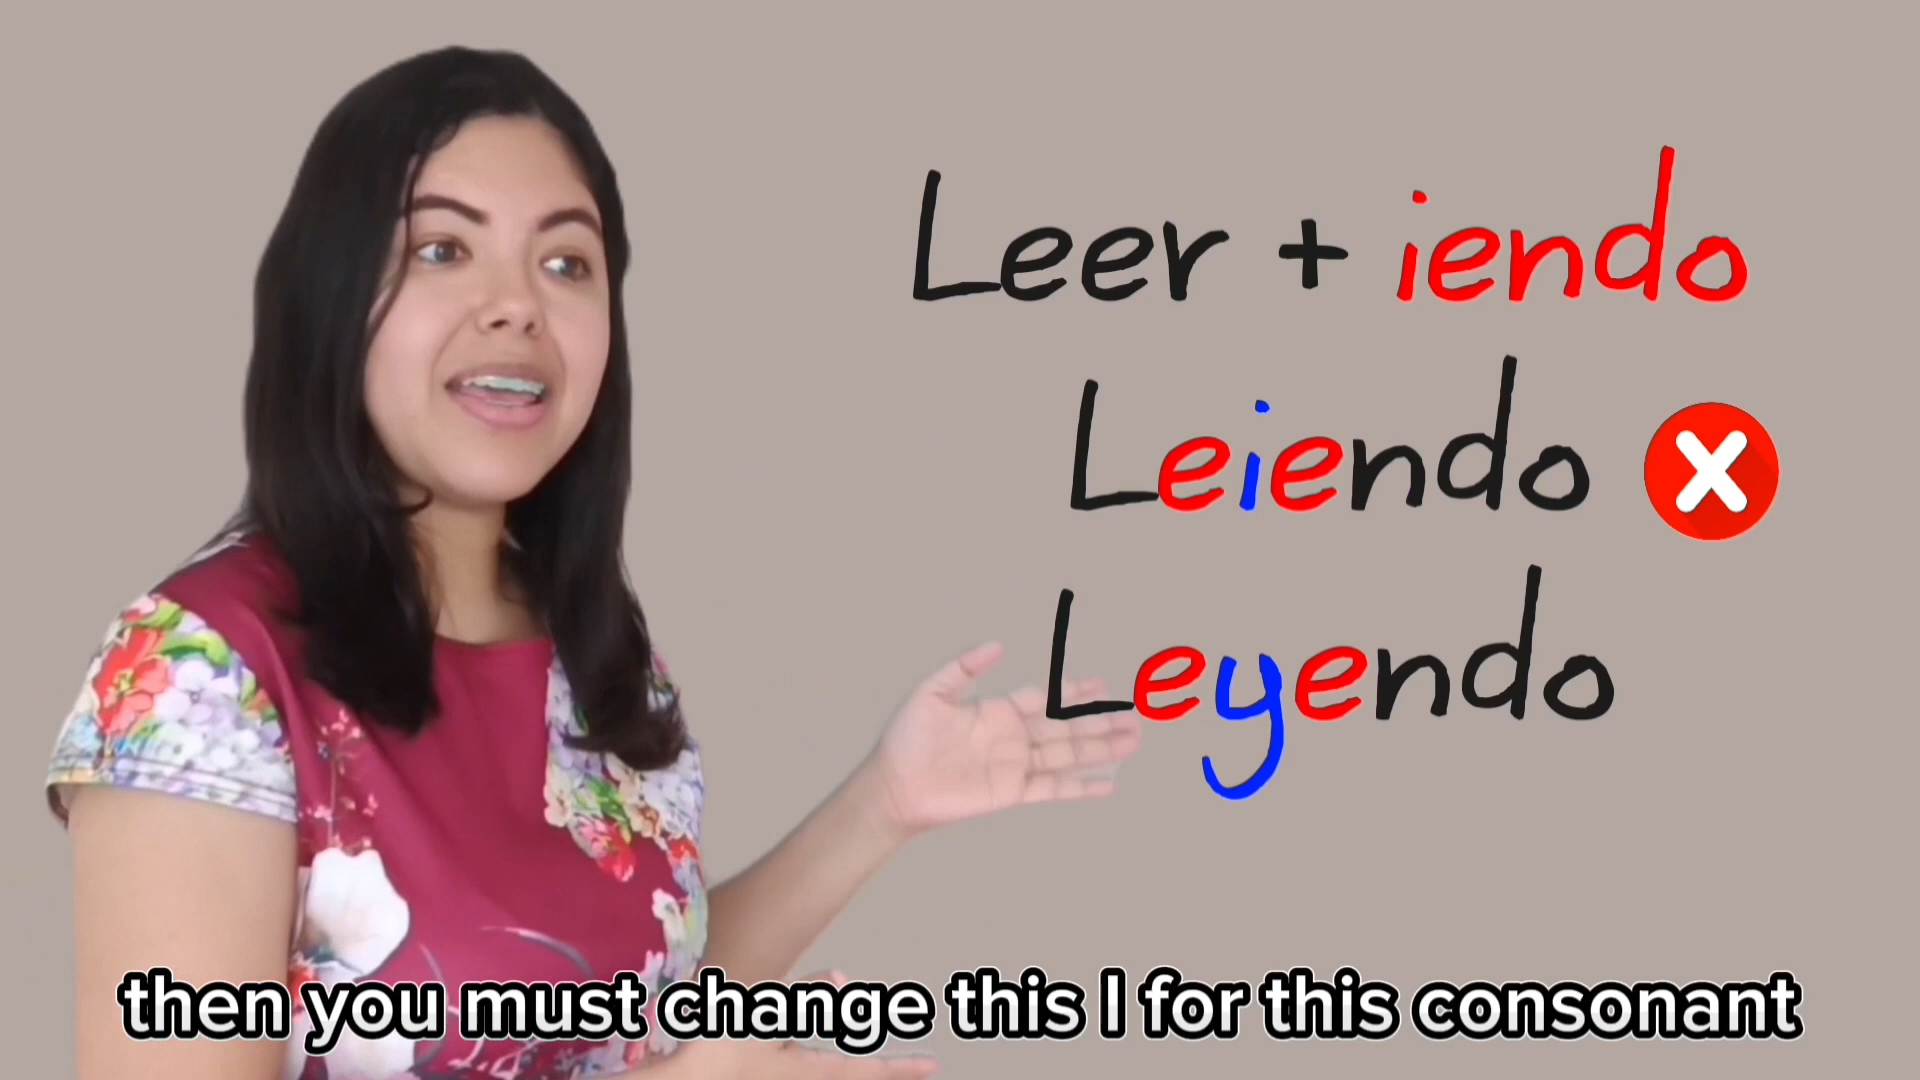 Leer + iendo
Leiendo
Leyendo
then you must change this I for this consonant